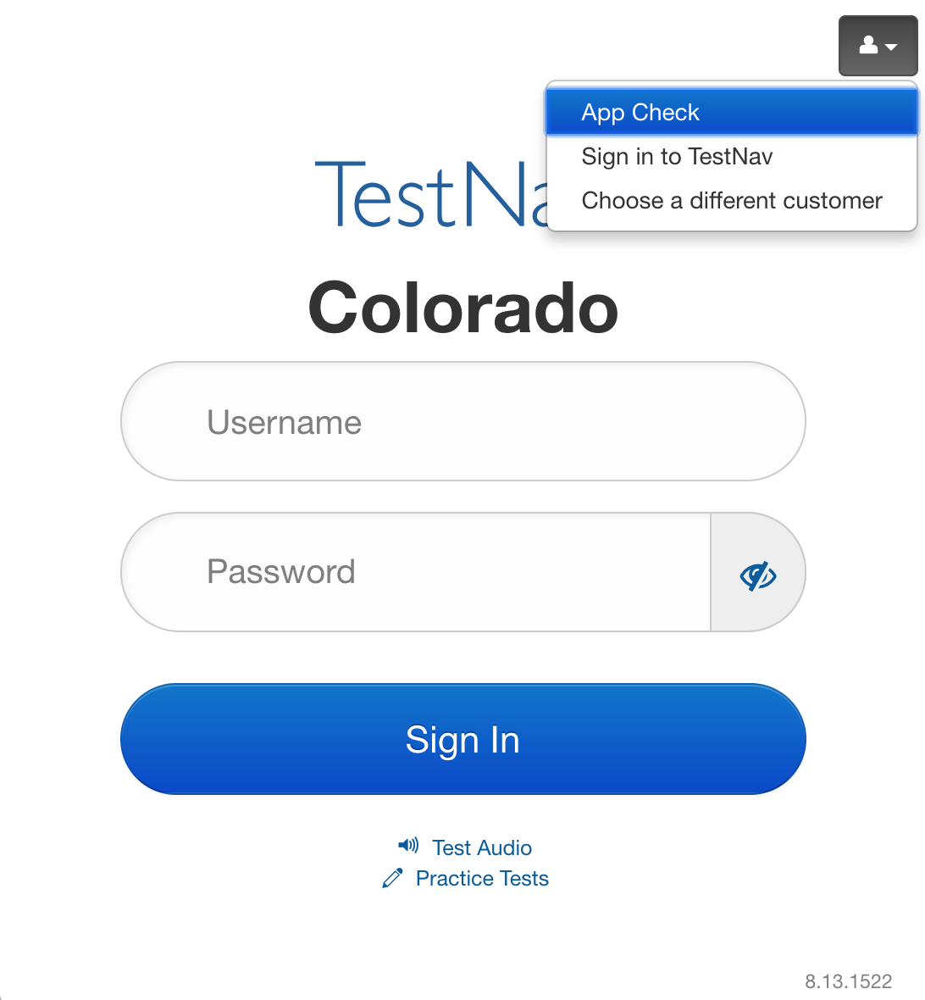 App Check
Sign in to TestNav
Choose a different customer
TestNa
Colorado
Username
Password
Sign In
Test Audio
Practice Tests
8.13.1522